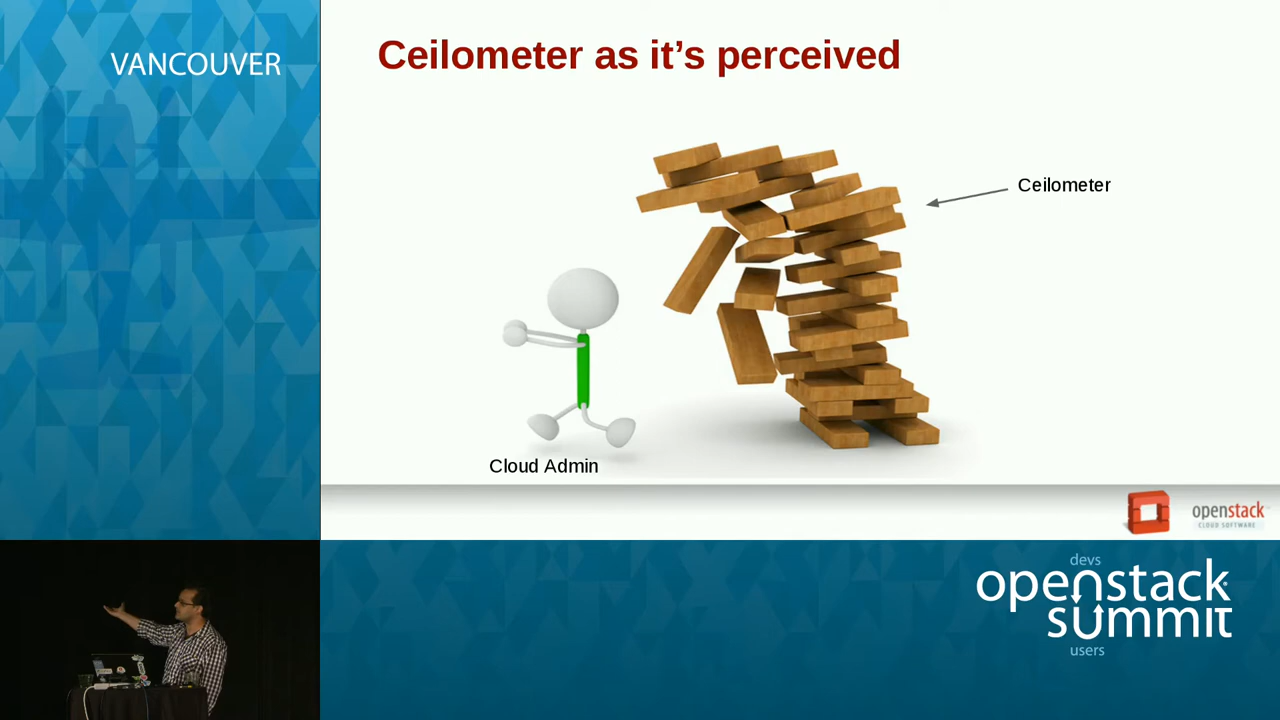 VANCOUVER
Ceilometer as it's perceived
Ceilometer
Cloud Admin
openstack
CLOUD SOFTWARE
devs
openstack
summit
users